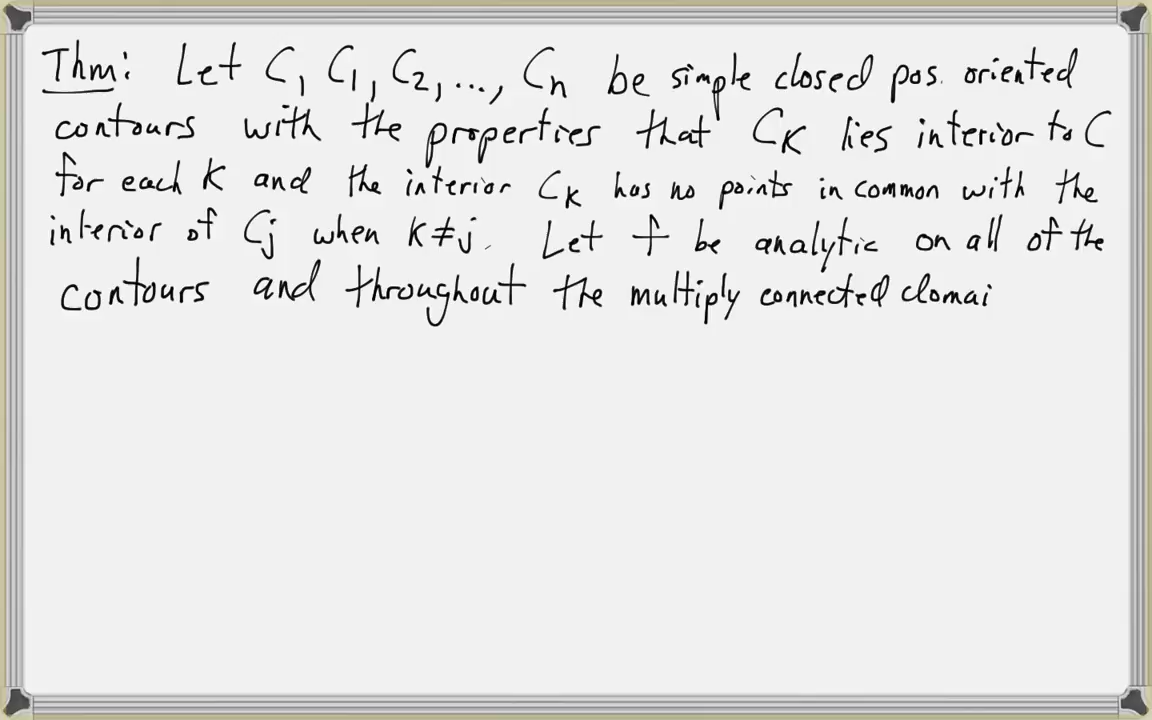 Thm: Let C, C₁, C₂, ..., Cₙ be simple closed pos. oriented
contours with the properties that Cₖ lies interior to C
for each k and the interior Cₖ has no points in common with the
interior of Cⱼ when k≠j. Let f be analytic on all of the
contours and throughout the multiply connected domai